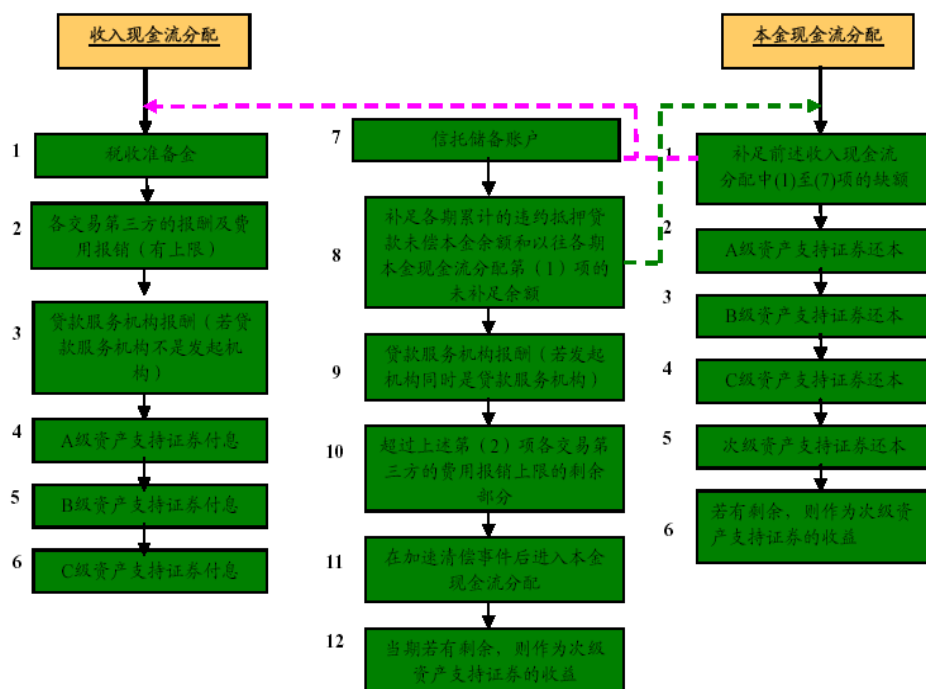 收入现金流分配
1
税收准备金
2
各交易第三方的报酬及费
用报销（有上限）
3
贷款服务机构报酬（若贷
款服务机构不是发起机
构）
4
A级资产支持证券付息
5
B级资产支持证券付息
6
C级资产支持证券付息
7
信托储备账户
8
补足各期累计的违约抵押贷
款未偿本金余额和以往各期
本金现金流分配第（1）项的
未补足余额
9
贷款服务机构报酬（若发起
机构同时是贷款服务机构）
10
超过上述第（2）项各交易第
三方的费用报销上限的剩余
部分
11
在加速清偿事件后进入本金
现金流分配
12
当期若有剩余，则作为次级
资产支持证券的收益
本金现金流分配
1
补足前述收入现金流
分配中(1)至(7)项的缺额
2
A级资产支持证券还本
3
B级资产支持证券还本
4
C级资产支持证券还本
5
次级资产支持证券还本
6
若有剩余，则作为次级资
产支持证券的收益